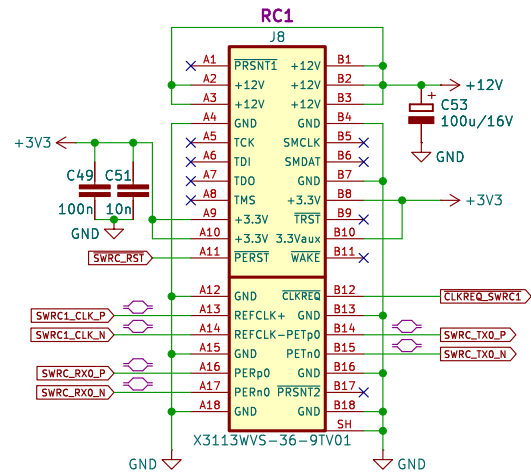 RC1
J8
A1 PRSNT1 +12V B1
A2 +12V +12V B2
+12V
A3 +12V +12V B3
C53
100u/16V
GND
A4 GND GND B4
+3V3
A5 TCK SMCLK B5
A6 TDI SMDAT B6
C49 C51
A7 TDO GND B7
A8 TMS +3.3V B8
+3V3
100n 10n
A9 +3.3V TRST B9
GND
A10 +3.3V 3.3Vaux B10
SWRC_RST
A11 PERST WAKE B11
A12 GND CLKREQ B12
CLKREQ_SWRC1
SWRC1_CLK_P
A13 REFCLK+ GND B13
SWRC1_CLK_N
A14 REFCLK- PETp0 B14
SWRC_TX0_P
A15 GND PETn0 B15
SWRC_TX0_N
SWRC_RX0_P
A16 PERp0 GND B16
SWRC_RX0_N
A17 PERn0 PRSNT2 B17
A18 GND GND B18
SH
X3113WVS-36-9TV01
GND
GND